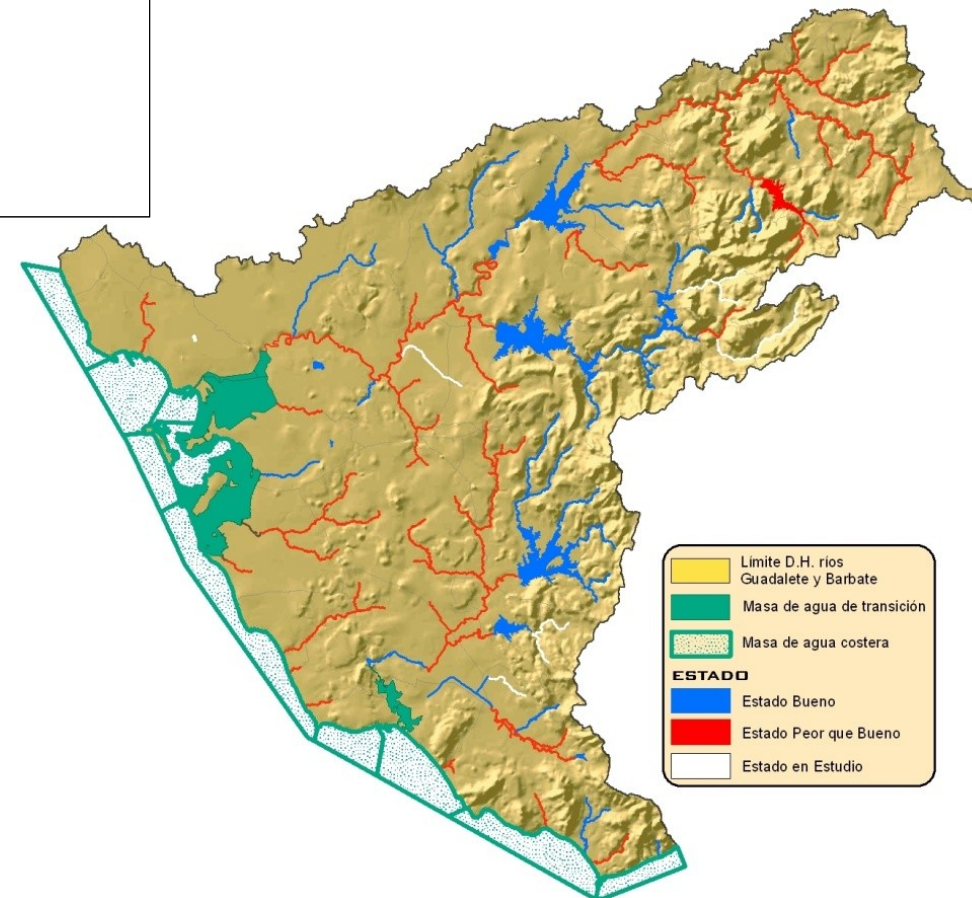 Límite D.H. ríos
Guadalete y Barbate
Masa de agua de transición
Masa de agua costera
ESTADO
Estado Bueno
Estado Peor que Bueno
Estado en Estudio